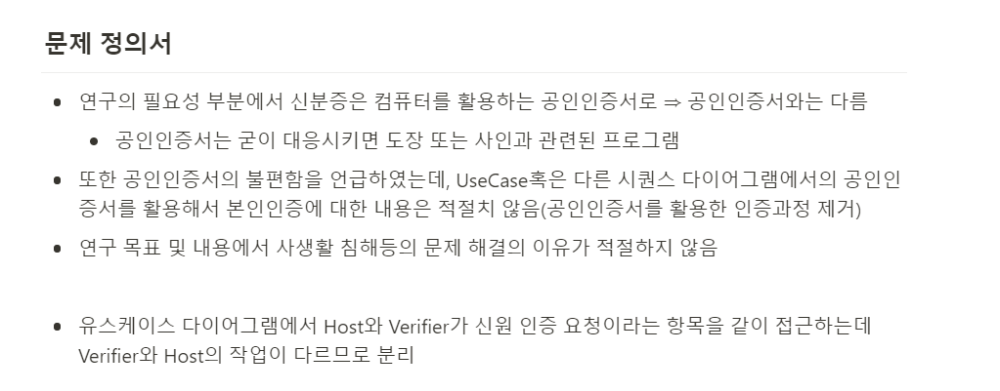 문제 정의서
연구의 필요성 부분에서 신분증은 컴퓨터를 활용하는 공인인증서로 ⇒ 공인인증서와는 다름
공인인증서는 굳이 대응시키면 도장 또는 사인과 관련된 프로그램
또한 공인인증서의 불편함을 언급하였는데, UseCase혹은 다른 시퀀스 다이어그램에서의 공인인
증서를 활용해서 본인인증에 대한 내용은 적절치 않음(공인인증서를 활용한 인증과정 제거)
연구 목표 및 내용에서 사생활 침해등의 문제 해결의 이유가 적절하지 않음
유스케이스 다이어그램에서 Host와 Verifier가 신원 인증 요청이라는 항목을 같이 접근하는데
Verifier와 Host의 작업이 다르므로 분리